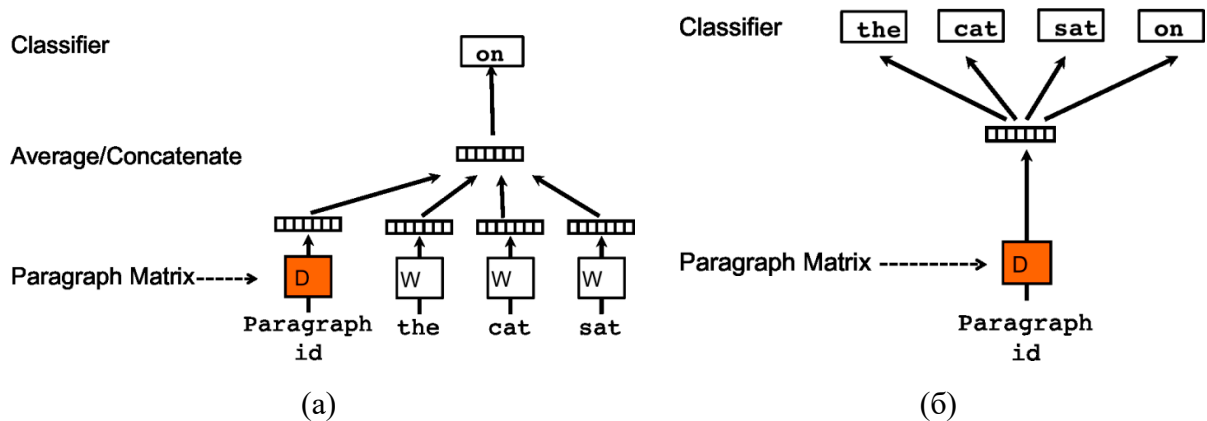 Classifier
on
Average/Concatenate
Paragraph Matrix
D
W
W
W
Paragraph
id
the
cat
sat
(а)
Classifier
the
cat
sat
on
Paragraph Matrix
D
Paragraph
id
(б)